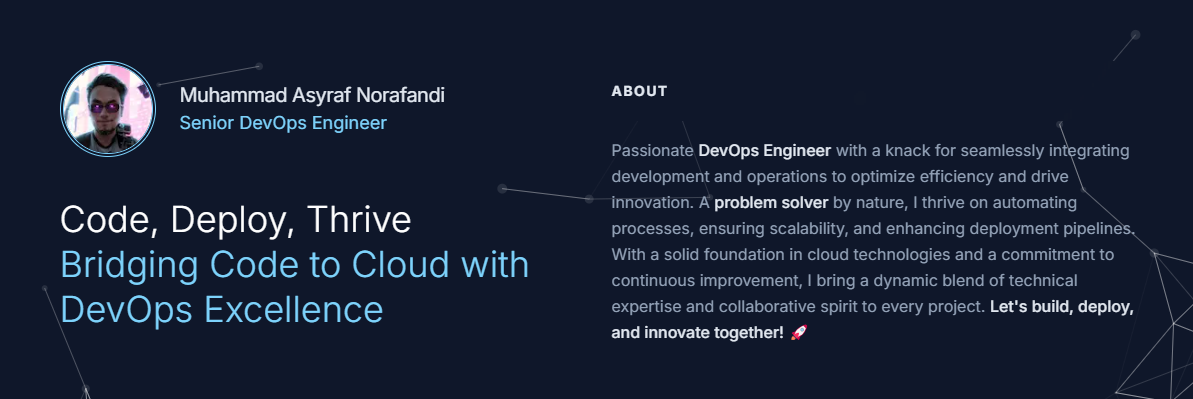 Muhammad Asyraf Norafandi
Senior DevOps Engineer
Code, Deploy, Thrive
Bridging Code to Cloud with
DevOps Excellence
ABOUT
Passionate DevOps Engineer with a knack for seamlessly integrating
development and operations to optimize efficiency and drive
innovation. A problem solver by nature, I thrive on automating
processes, ensuring scalability, and enhancing deployment pipelines.
With a solid foundation in cloud technologies and a commitment to
continuous improvement, I bring a dynamic blend of technical
expertise and collaborative spirit to every project. Let's build, deploy,
and innovate together! 🚀